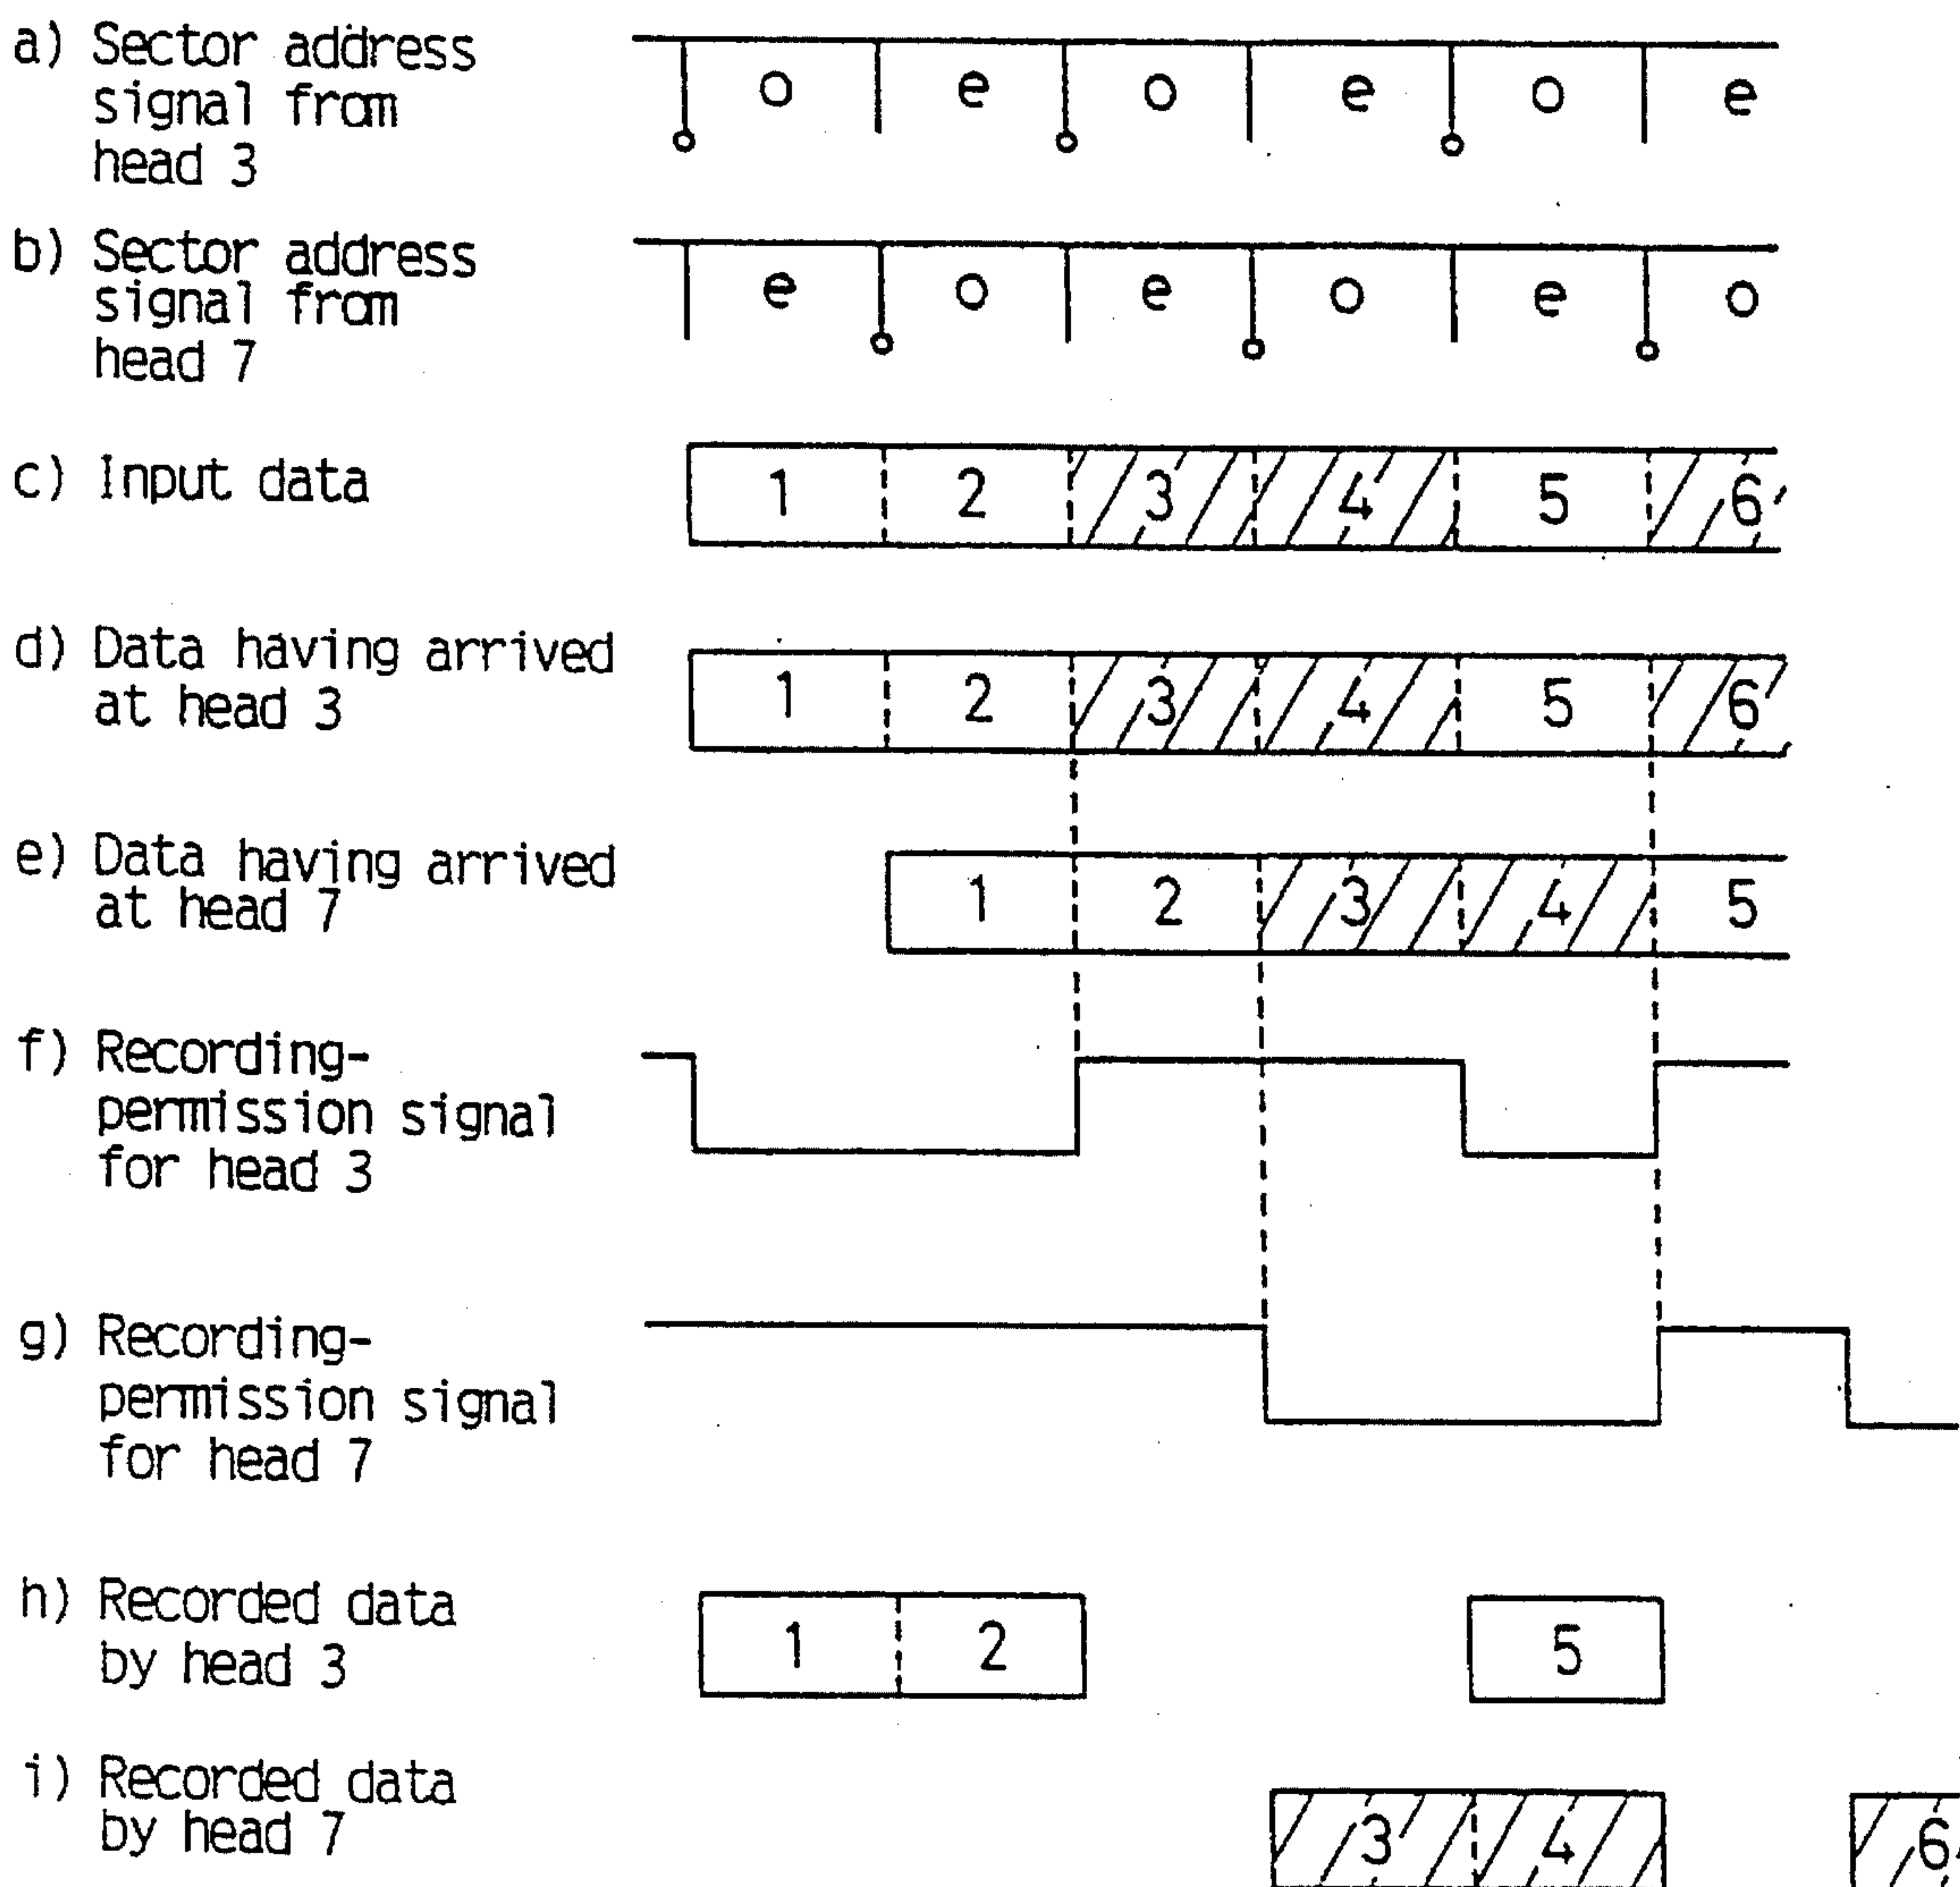 a) Sector address
signal from
head 3
o e o e o e
b) Sector address
signal from
head 7
e o e o e o
c) Input data
1 2 3 4 5 6
d) Data having arrived
at head 3
1 2 3 4 5 6
e) Data having arrived
at head 7
1 2 3 4 5
f) Recording-
permission signal
for head 3
g) Recording-
permission signal
for head 7
h) Recorded data
by head 3
1 2 5
i) Recorded data
by head 7
3 4 6